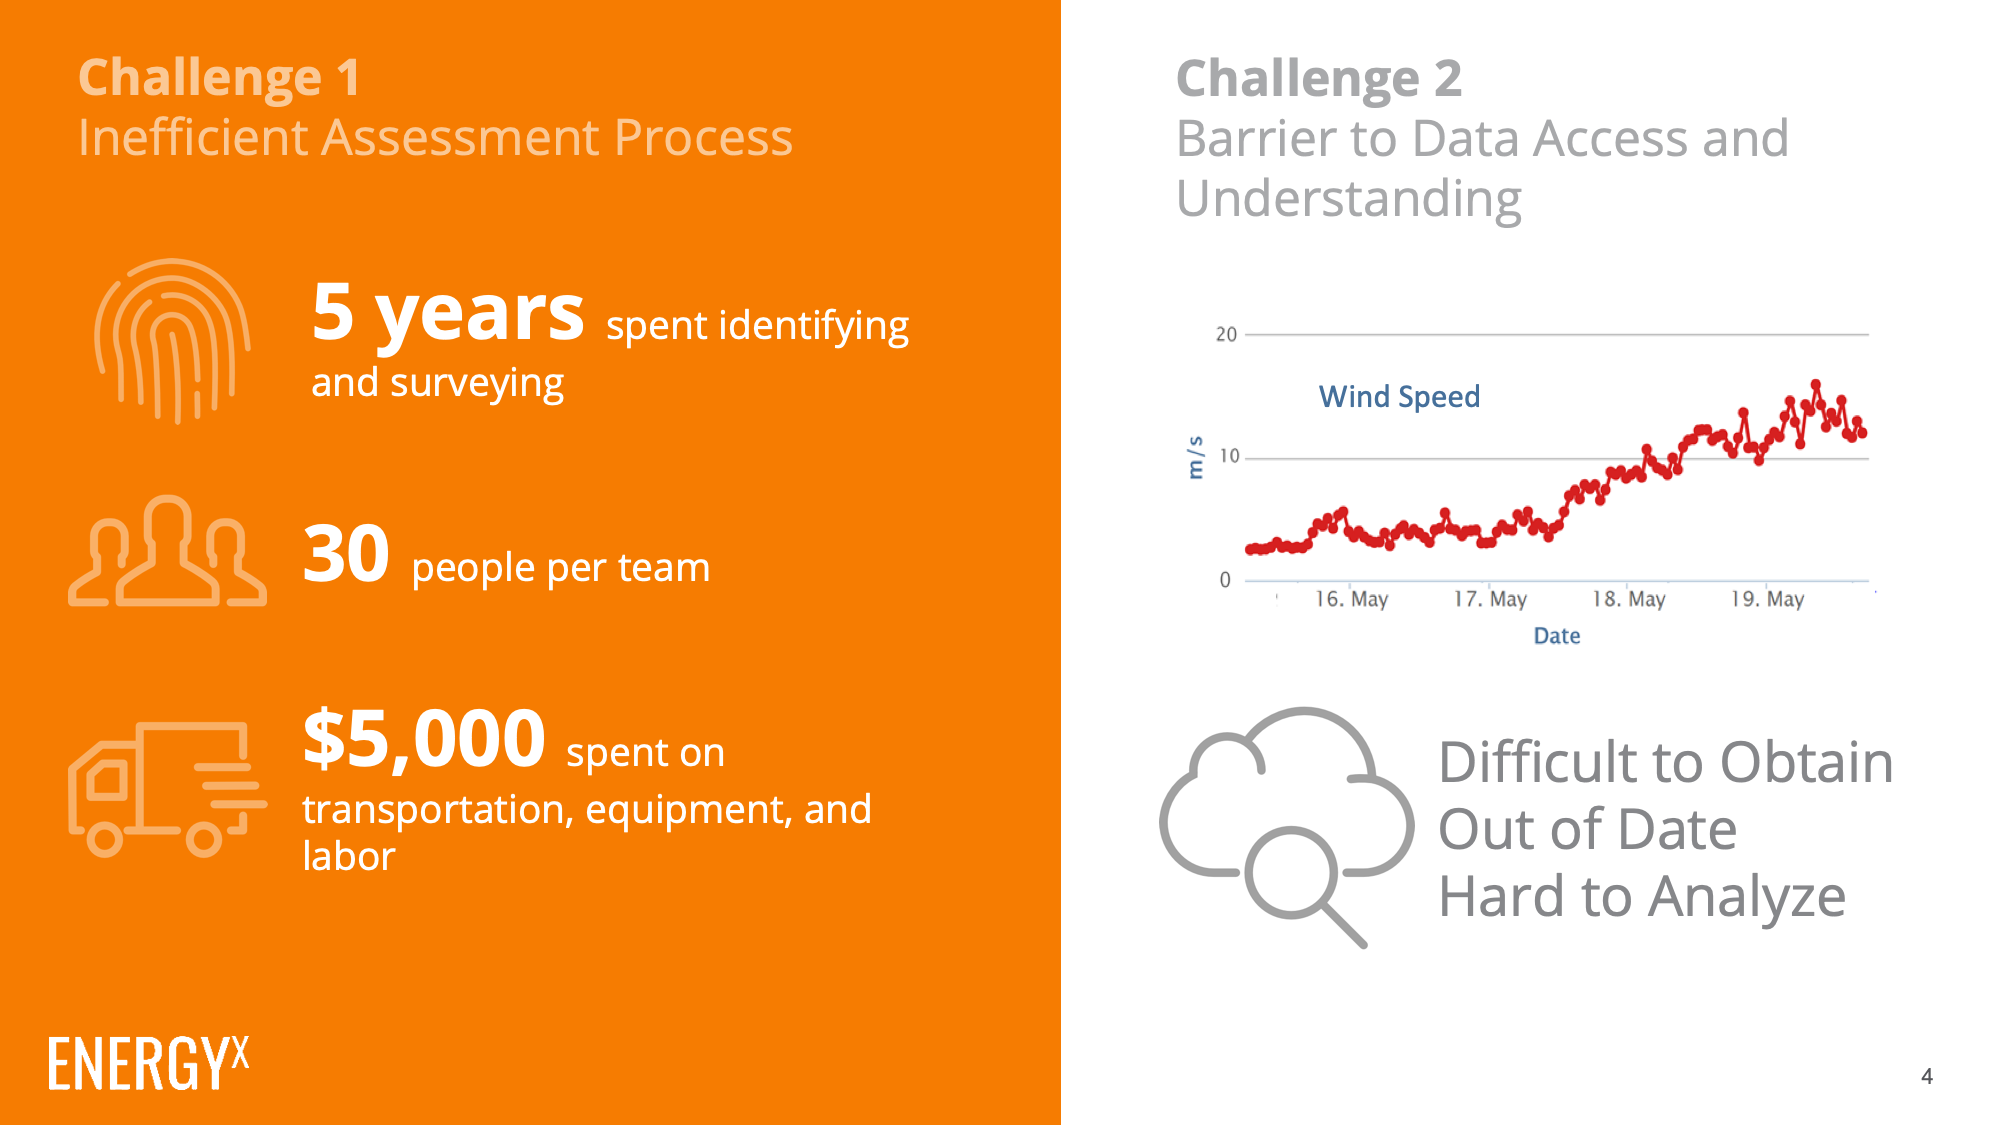 Challenge 1
Inefficient Assessment Process
5 years spent identifying
and surveying
30 people per team
$5,000 spent on
transportation, equipment, and
labor
ENERGYX
Challenge 2
Barrier to Data Access and
Understanding
20
Wind Speed
m/s
10
0
16. May 17. May 18. May 19. May
Date
Difficult to Obtain
Out of Date
Hard to Analyze
4